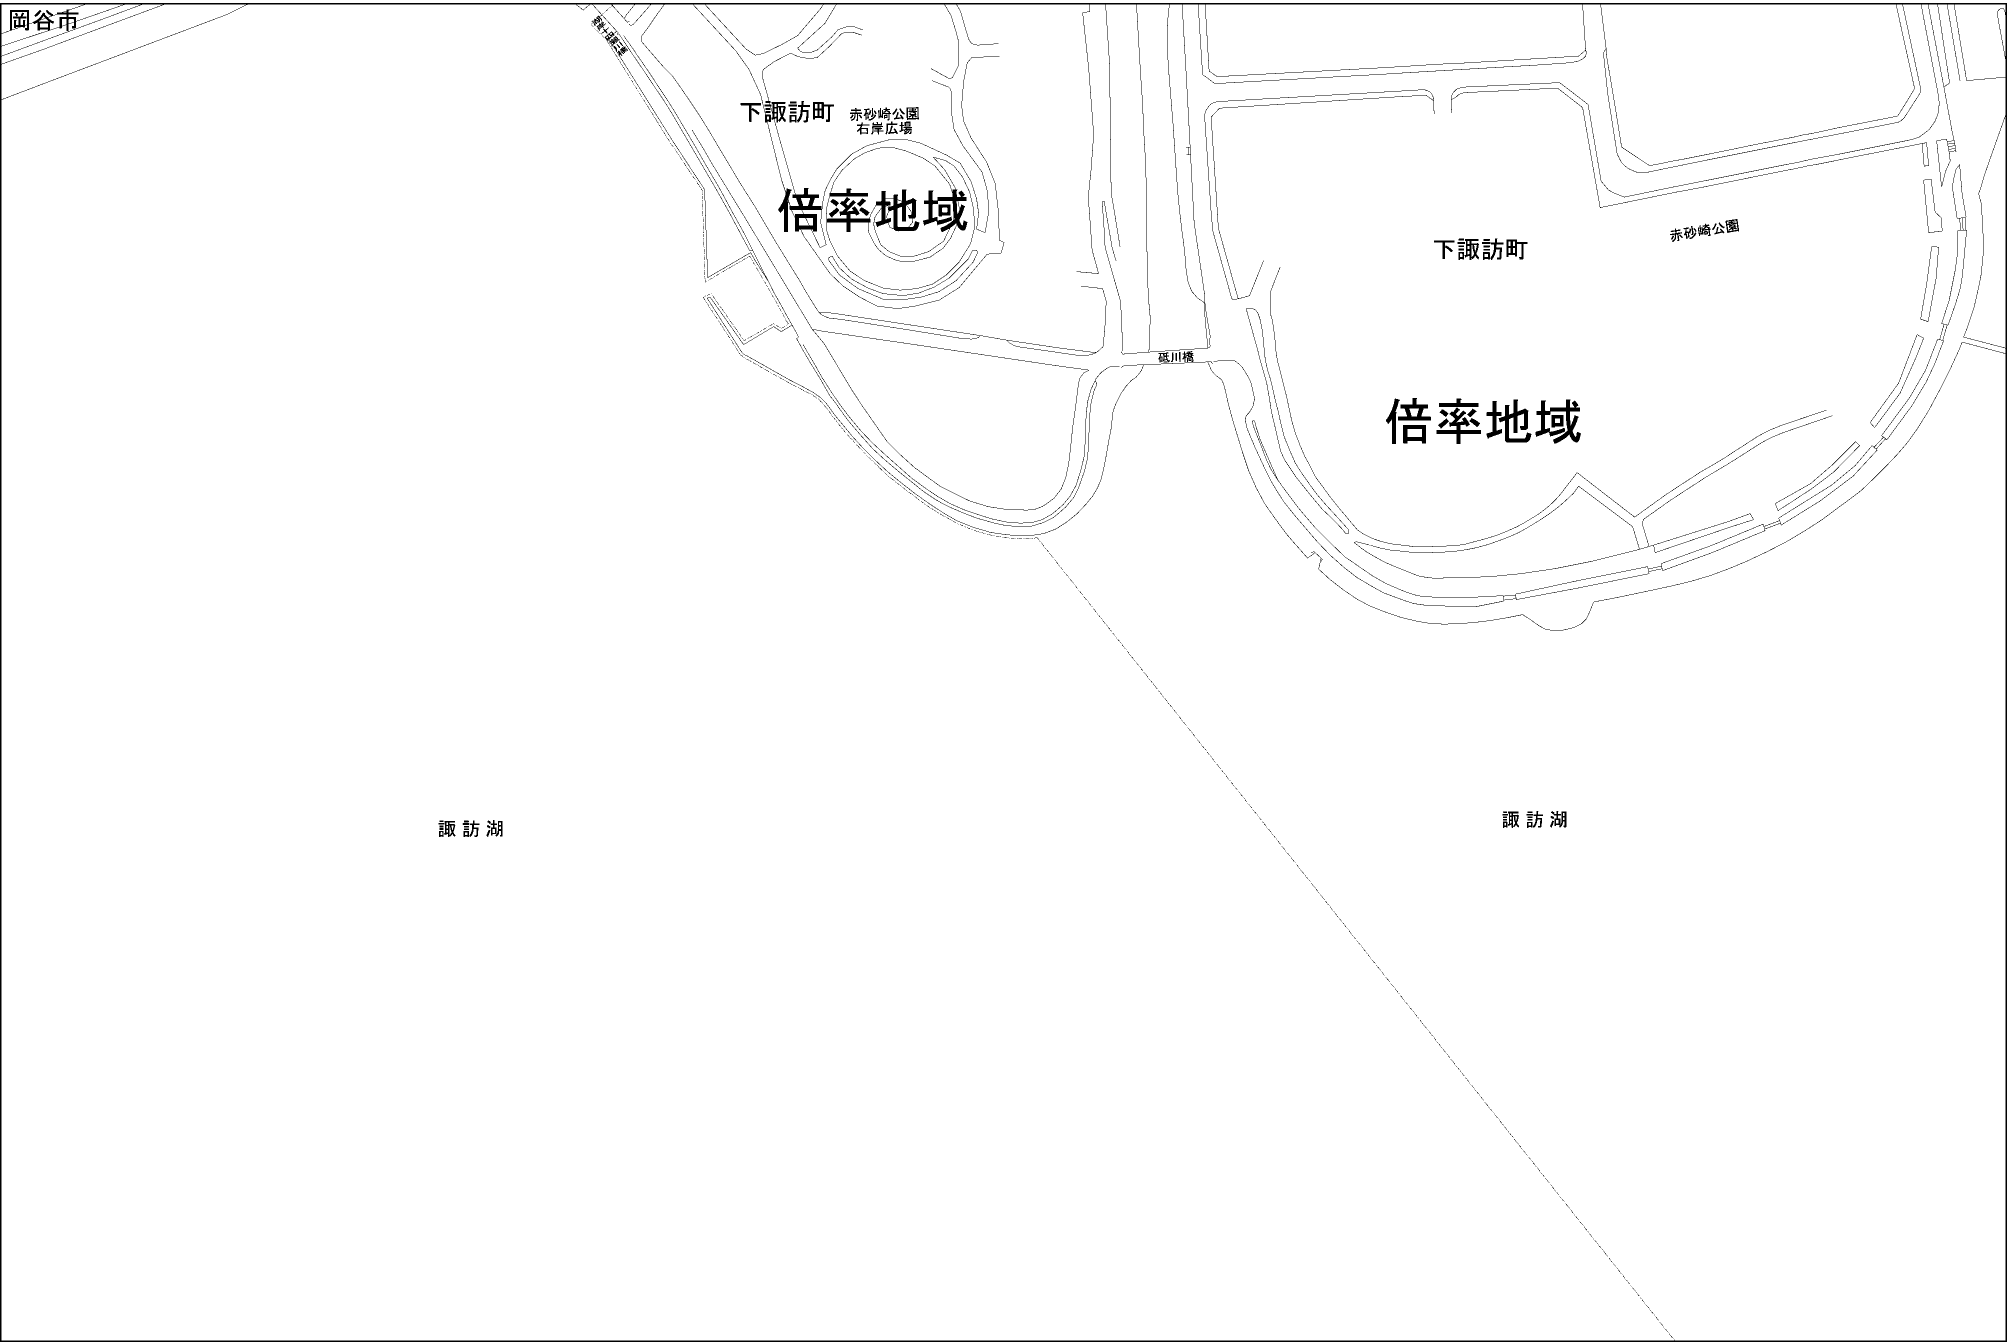 岡谷市
下諏訪町
赤砂崎公園
右岸広場
倍率地域
下諏訪町
赤砂崎公園
砥川橋
倍率地域
諏訪湖
諏訪湖